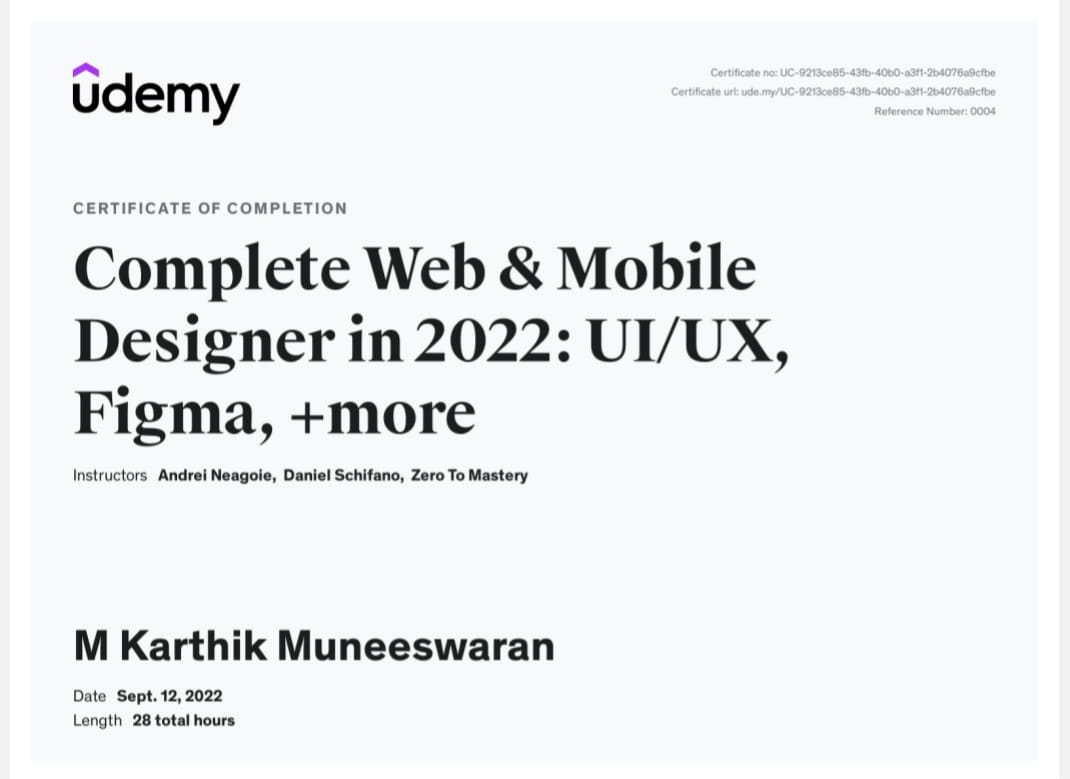 ûdemy
Certificate no: UC-9213ce85-43fb-40b0-a3f1-2b4076a9cfbe
Certificate url: ude.my/UC-9213ce85-43fb-40b0-a3f1-2b4076a9cfbe
Reference Number: 0004
CERTIFICATE OF COMPLETION
Complete Web & Mobile
Designer in 2022: UI/UX,
Figma, +more
Instructors Andrei Neagoie, Daniel Schifano, Zero To Mastery
M Karthik Muneeswaran
Date Sept. 12, 2022
Length 28 total hours